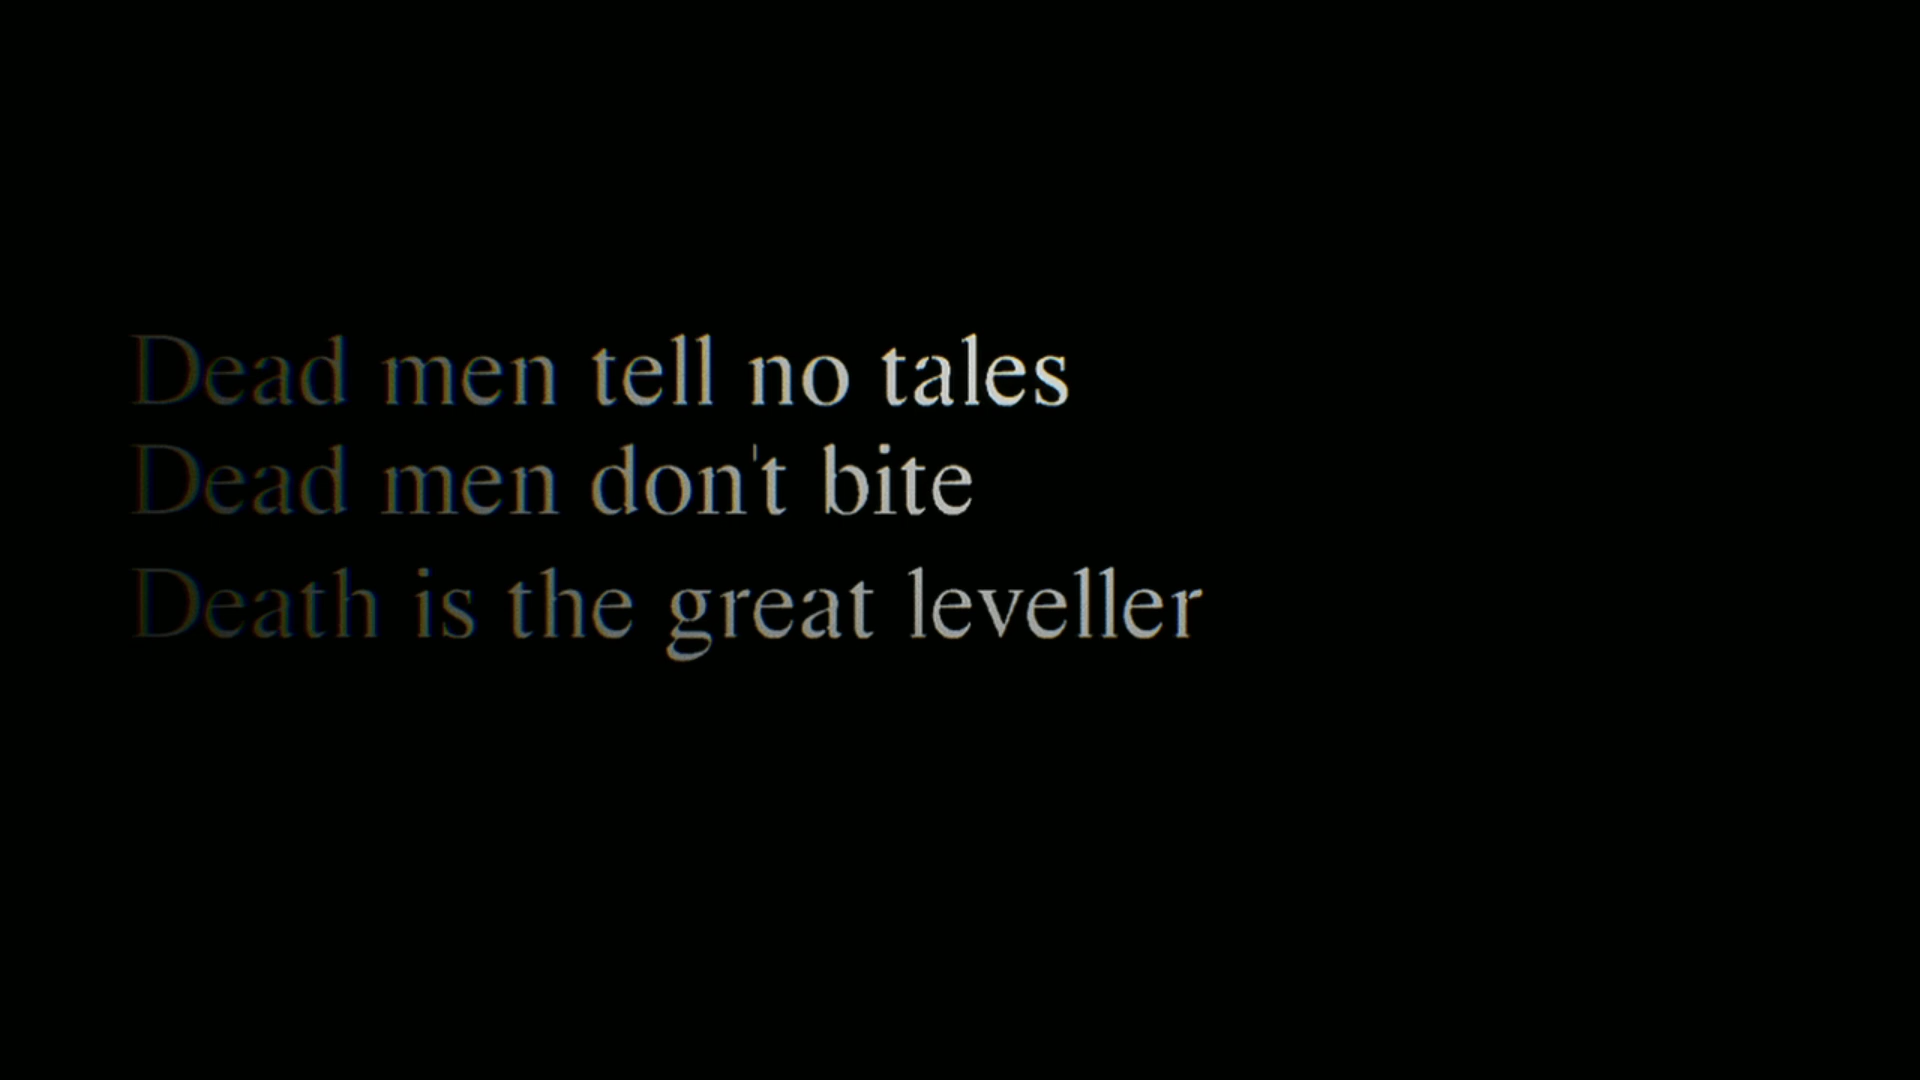 Dead men tell no tales
Dead men don't bite
Death is the great leveller